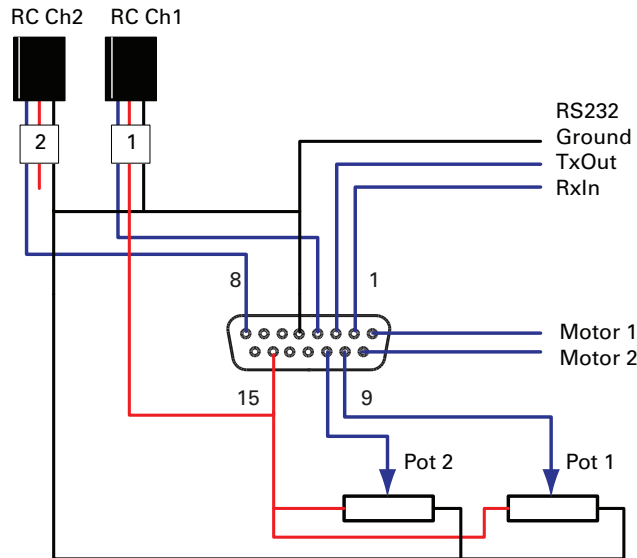 RC Ch2
RC Ch1
2
1
RS232
Ground
TxOut
RxIn
8
1
Motor 1
Motor 2
15
9
Pot 2
Pot 1